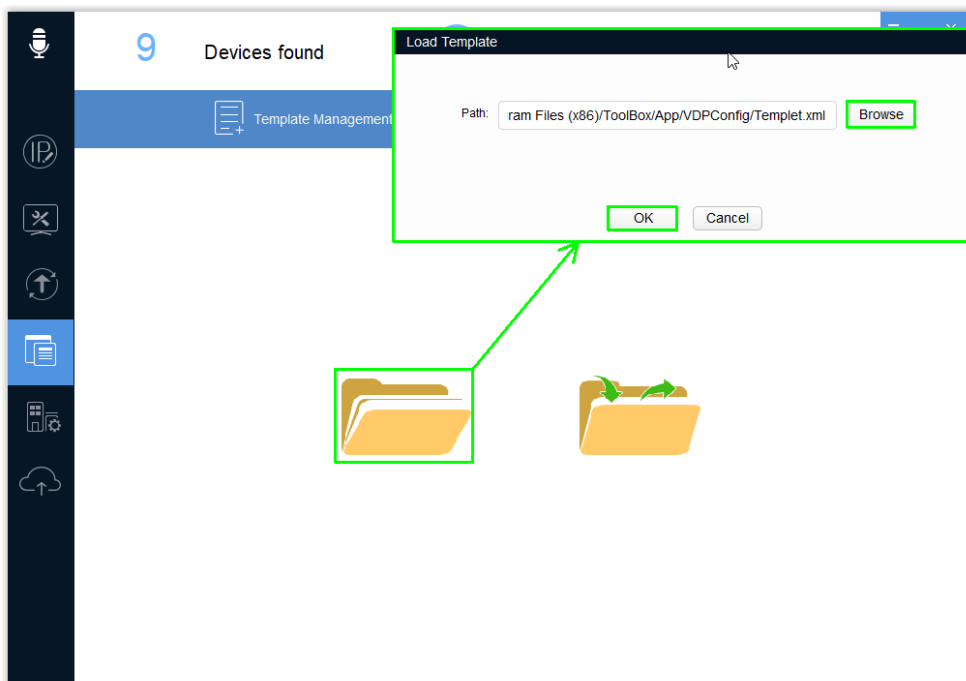 9 Devices found
Load Template
Template Management
Path: ram Files (x86)/ToolBox/App/VDPConfig/Templet.xml Browse
OK Cancel
IP